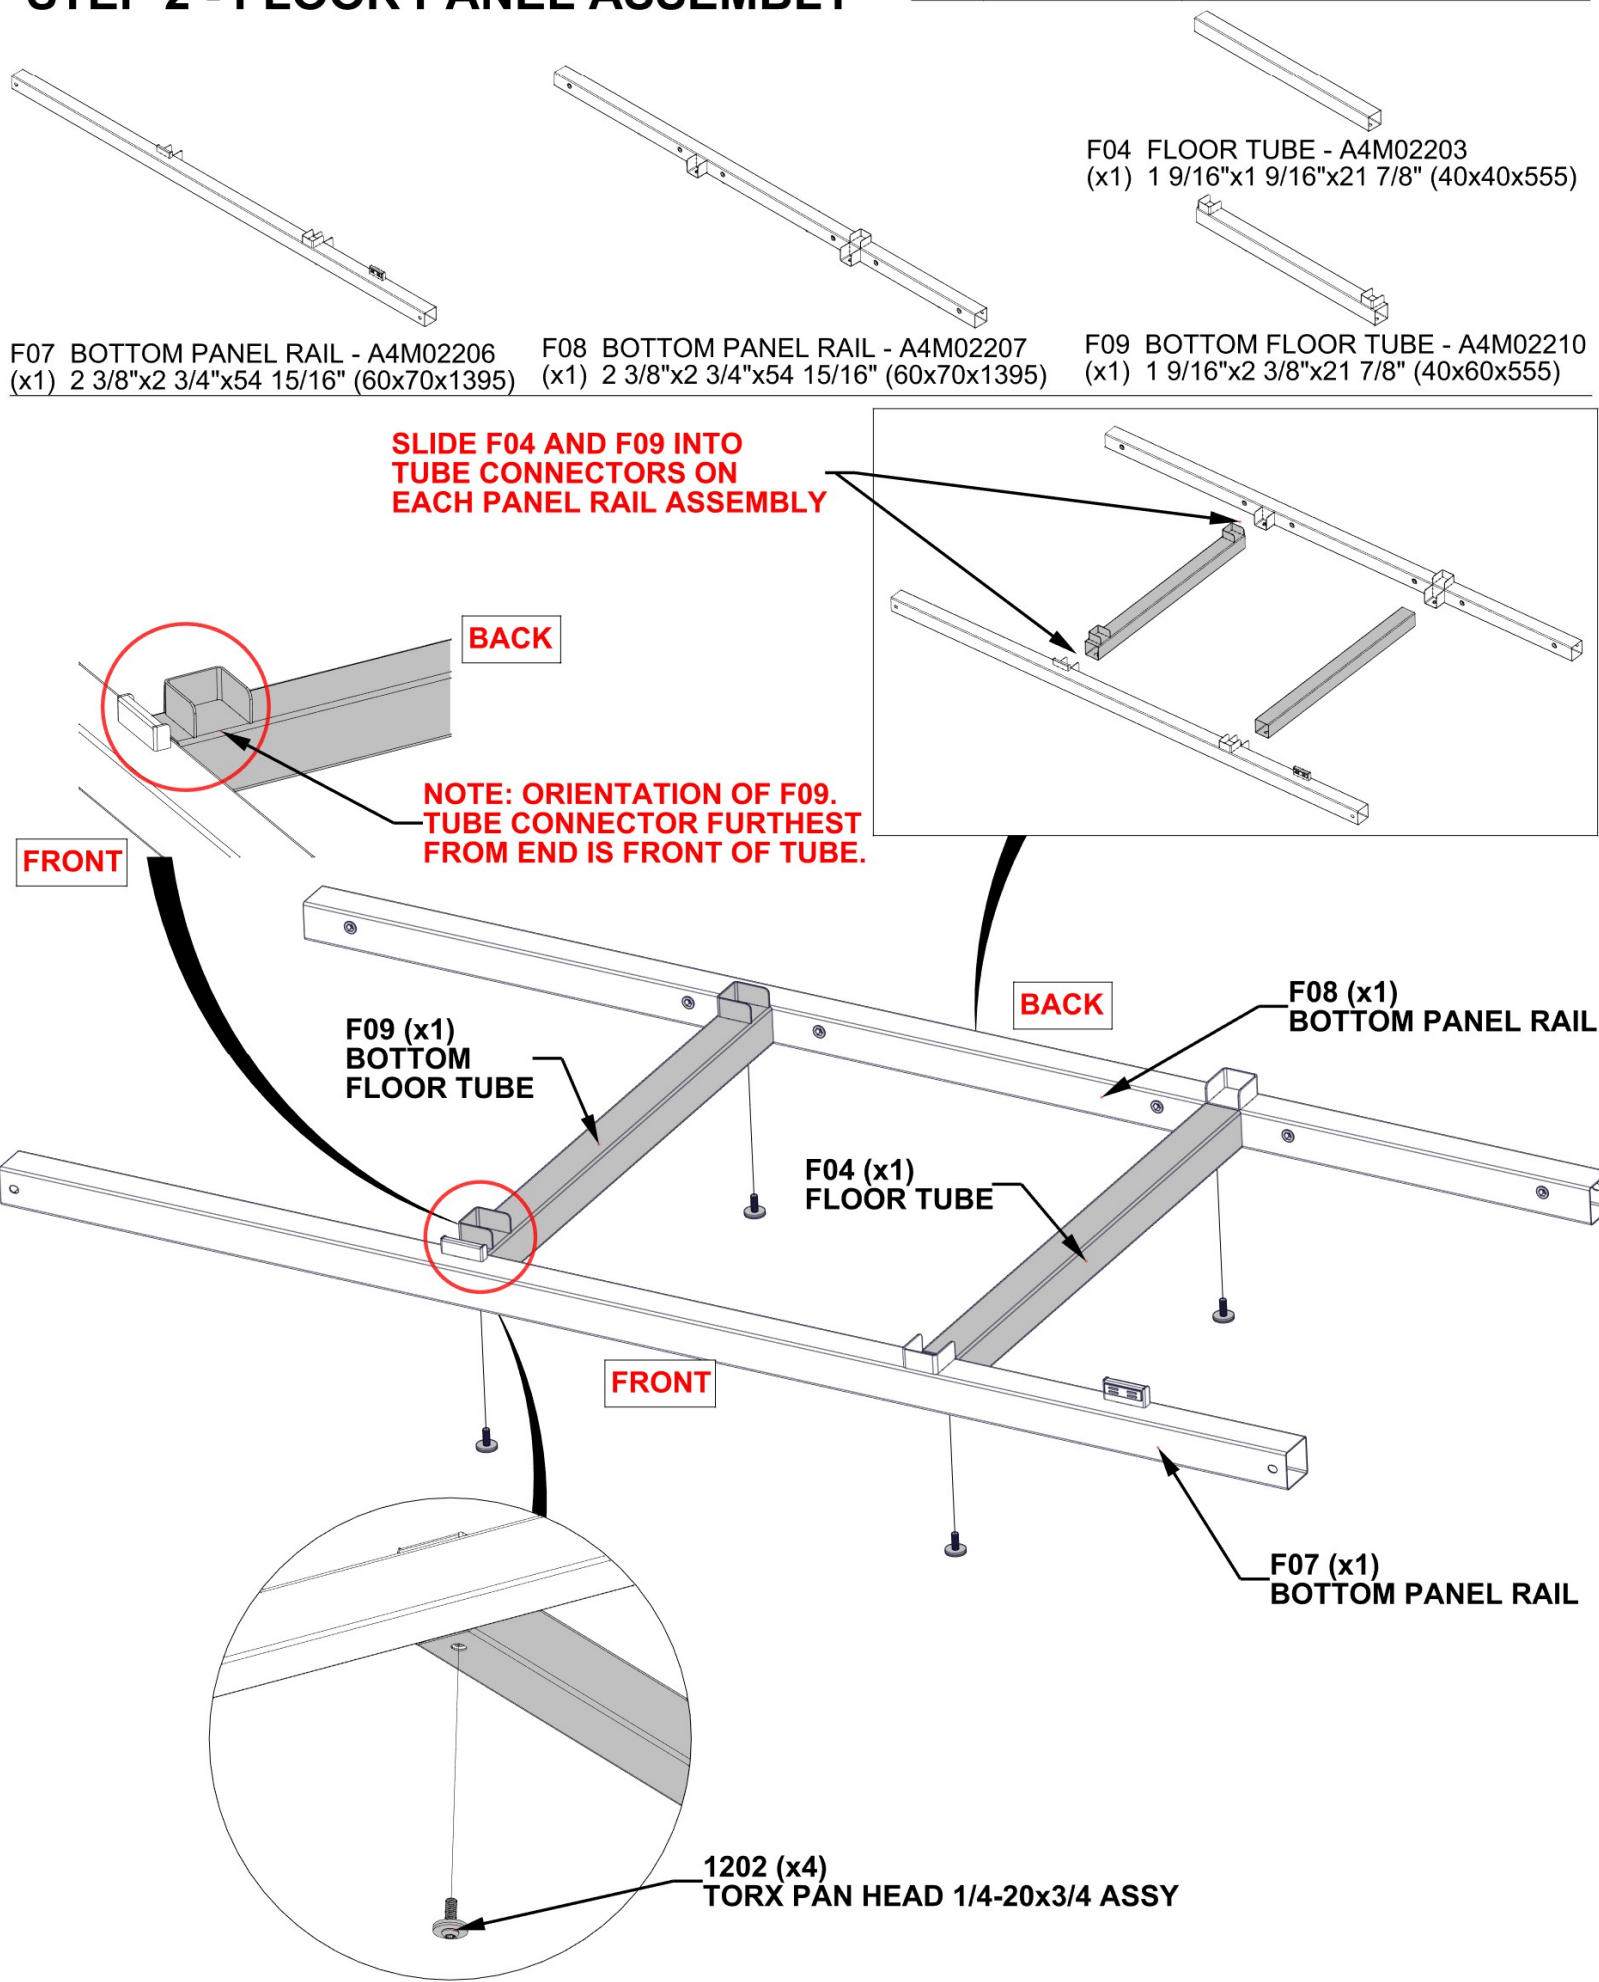 STEP 2 - FLOOR PANEL ASSEMBLY
F04 FLOOR TUBE - A4M02203
(x1) 1 9/16"x1 9/16"x21 7/8" (40x40x555)
F07 BOTTOM PANEL RAIL - A4M02206
(x1) 2 3/8"x2 3/4"x54 15/16" (60x70x1395)
F08 BOTTOM PANEL RAIL - A4M02207
(x1) 2 3/8"x2 3/4"x54 15/16" (60x70x1395)
F09 BOTTOM FLOOR TUBE - A4M02210
(x1) 1 9/16"x2 3/8"x21 7/8" (40x60x555)
SLIDE F04 AND F09 INTO
TUBE CONNECTORS ON
EACH PANEL RAIL ASSEMBLY
BACK
NOTE: ORIENTATION OF F09.
TUBE CONNECTOR FURTHEST
FROM END IS FRONT OF TUBE.
FRONT
BACK
F08 (x1)
BOTTOM PANEL RAIL
F09 (x1)
BOTTOM
FLOOR TUBE
F04 (x1)
FLOOR TUBE
FRONT
F07 (x1)
BOTTOM PANEL RAIL
1202 (x4)
TORX PAN HEAD 1/4-20x3/4 ASSY